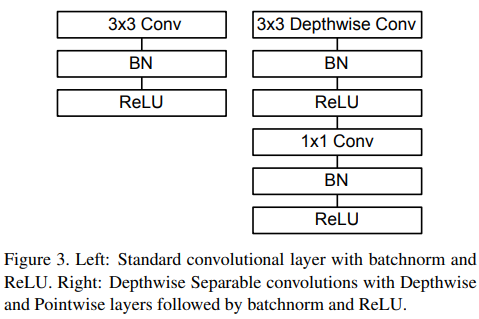 3x3 Conv
BN
ReLU
3x3 Depthwise Conv
BN
ReLU
1x1 Conv
BN
ReLU
Figure 3. Left: Standard convolutional layer with batchnorm and
ReLU. Right: Depthwise Separable convolutions with Depthwise
and Pointwise layers followed by batchnorm and ReLU.